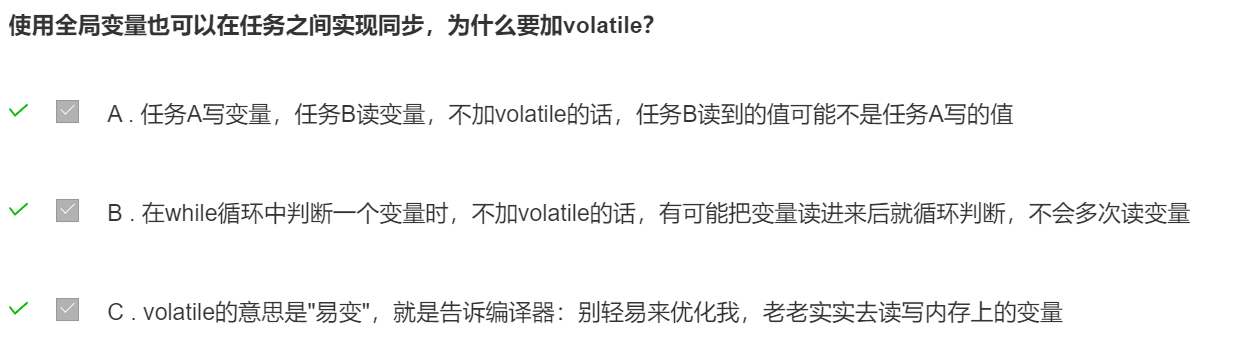 使用全局变量也可以在任务之间实现同步，为什么要加volatile？
A . 任务A写变量，任务B读变量，不加volatile的话，任务B读到的值可能不是任务A写的值
B . 在while循环中判断一个变量时，不加volatile的话，有可能把变量读进来后就循环判断，不会多次读变量
C . volatile的意思是"易变"，就是告诉编译器：别轻易来优化我，老老实实去读写内存上的变量